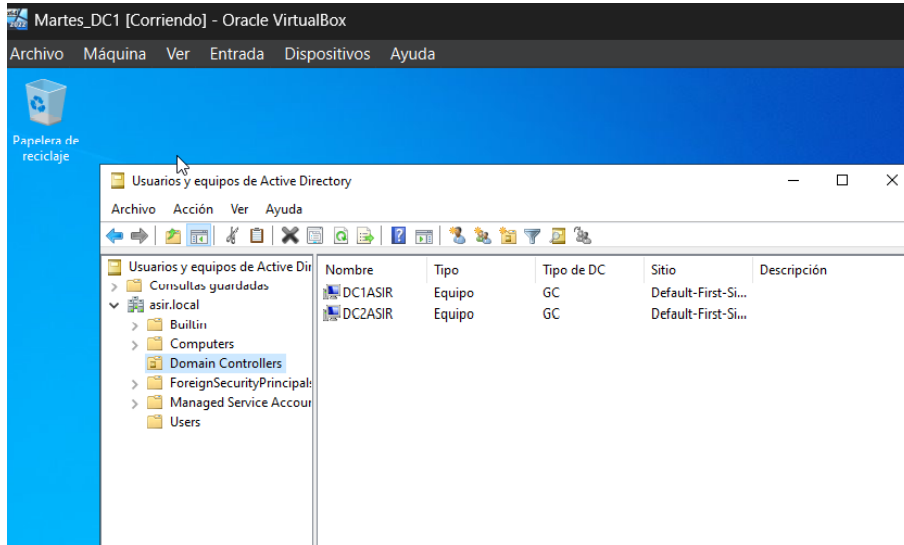 Martes_DC1 [Corriendo] - Oracle VirtualBox
Archivo Máquina Ver Entrada Dispositivos Ayuda
Papelera de
reciclaje
Usuarios y equipos de Active Directory
Archivo Acción Ver Ayuda
Usuarios y equipos de Active Dir
Consultas guardadas
asir.local
Builtin
Computers
Domain Controllers
ForeignSecurityPrincipals
Managed Service Accour
Users
Nombre Tipo Tipo de DC Sitio Descripción
DC1ASIR Equipo GC Default-First-Si...
DC2ASIR Equipo GC Default-First-Si...